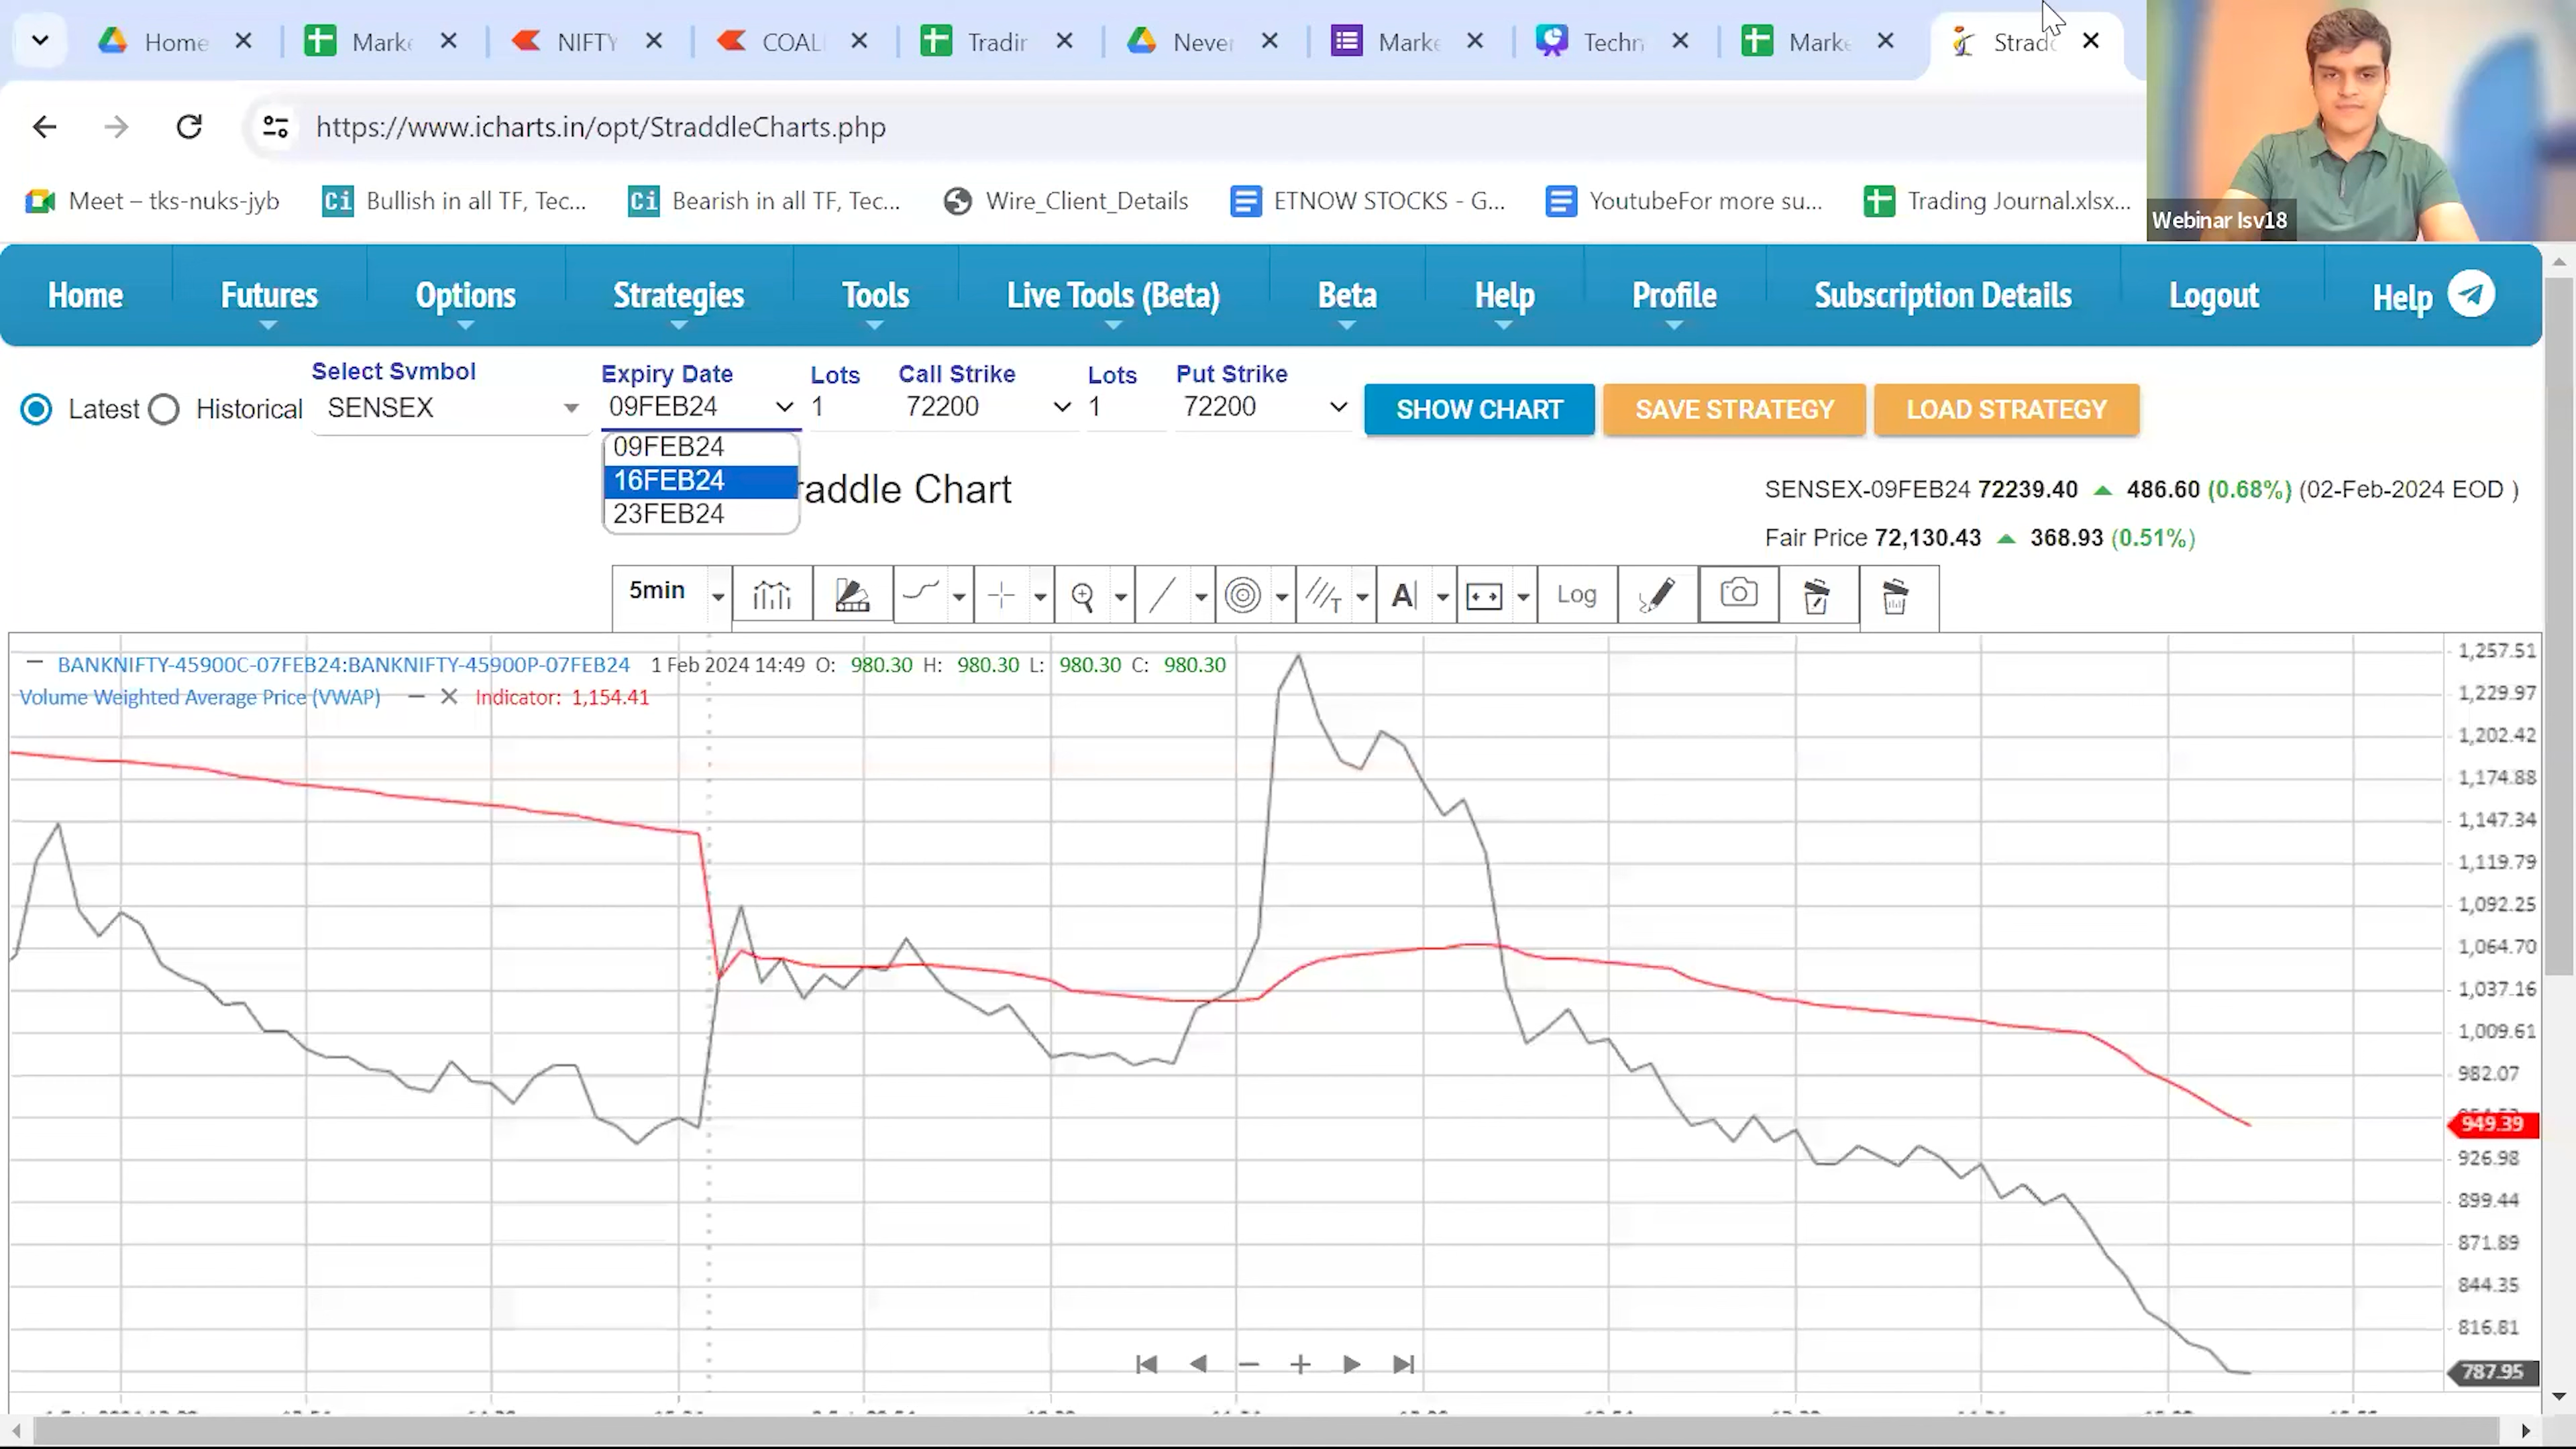 Home
Marke
NIFTY
COAL
Tradin
Never
Marke
Techn
Marke
Stradd
https://www.icharts.in/opt/StraddleCharts.php
Meet – tks-nuks-jyb
Ci Bullish in all TF, Tec...
Ci Bearish in all TF, Tec...
Wire_Client_Details
ETNOW STOCKS - G...
YoutubeFor more su...
Trading Journal.xlsx...
Webinar Isv18
Home Futures Options Strategies Tools Live Tools (Beta) Beta Help Profile Subscription Details Logout Help
Select Symbol Expiry Date Lots Call Strike Lots Put Strike
Latest Historical SENSEX 09FEB24 1 72200 1 72200 SHOW CHART SAVE STRATEGY LOAD STRATEGY
09FEB24
16FEB24
23FEB24
raddle Chart
SENSEX-09FEB24 72239.40 ▲ 486.60 (0.68%) (02-Feb-2024 EOD )
Fair Price 72,130.43 ▲ 368.93 (0.51%)
5min
T
A
Log
BANKNIFTY-45900C-07FEB24:BANKNIFTY-45900P-07FEB24 1 Feb 2024 14:49 O: 980.30 H: 980.30 L: 980.30 C: 980.30
Volume Weighted Average Price (VWAP) Indicator: 1,154.41
1,257.51
1,229.97
1,202.42
1,174.88
1,147.34
1,119.79
1,092.25
1,064.70
1,037.16
1,009.61
982.07
949.39
926.98
899.44
871.89
844.35
816.81
787.95